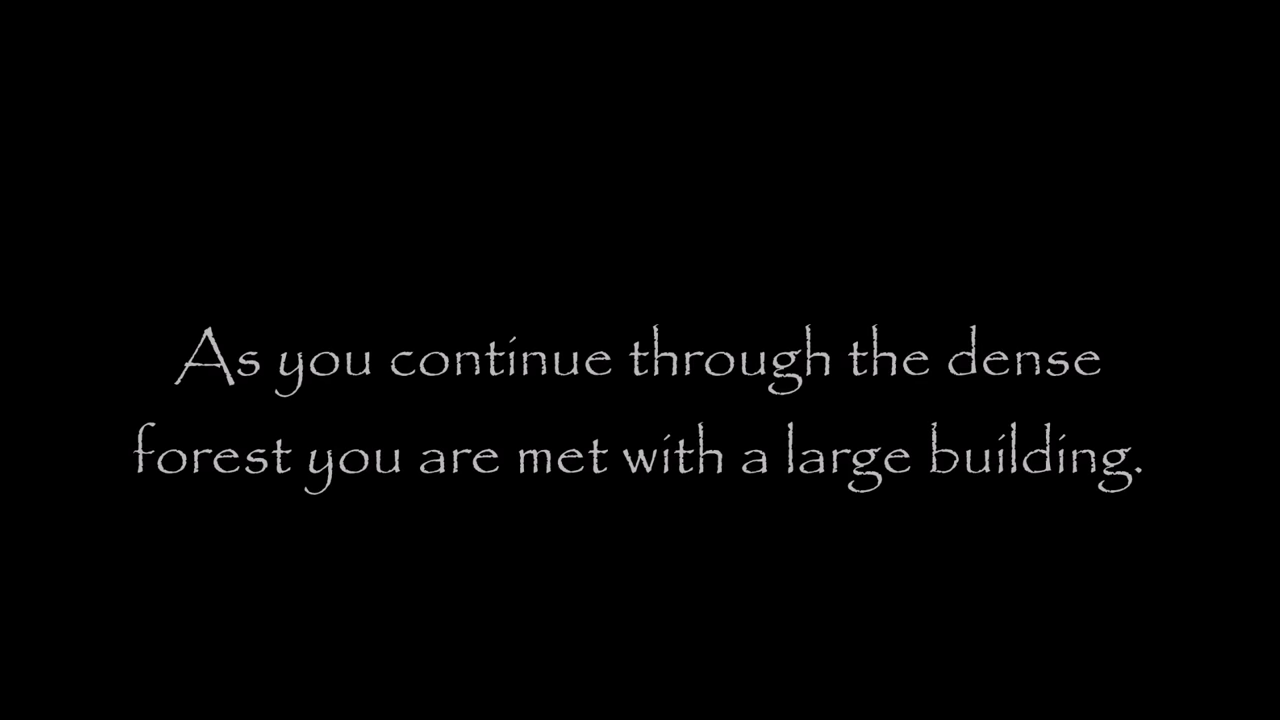 As you continue through the dense
forest you are met with a large building.